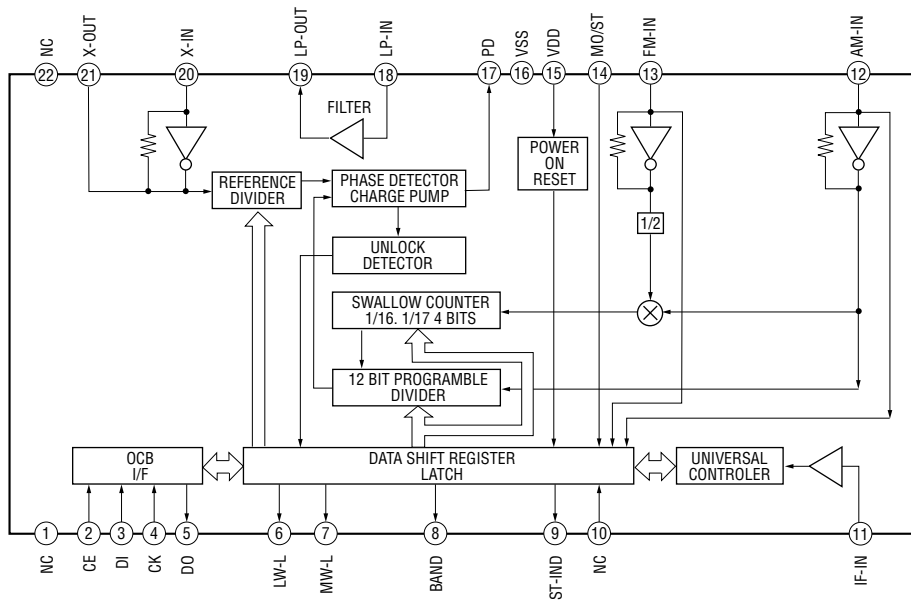 NC
X-OUT
X-IN
LP-OUT
LP-IN
PD
VSS
VDD
MO/ST
FM-IN
AM-IN
22
21
20
19
18
17
16
15
14
13
12
FILTER
POWER
ON
RESET
REFERENCE
DIVIDER
PHASE DETECTOR
CHARGE PUMP
1/2
UNLOCK
DETECTOR
SWALLOW COUNTER
1/16. 1/17 4 BITS
12 BIT PROGRAMBLE
DIVIDER
OCB
I/F
DATA SHIFT REGISTER
LATCH
UNIVERSAL
CONTROLER
1
2
3
4
5
6
7
8
9
10
11
NC
CE
DI
CK
DO
LW-L
MW-L
BAND
ST-IND
NC
IF-IN